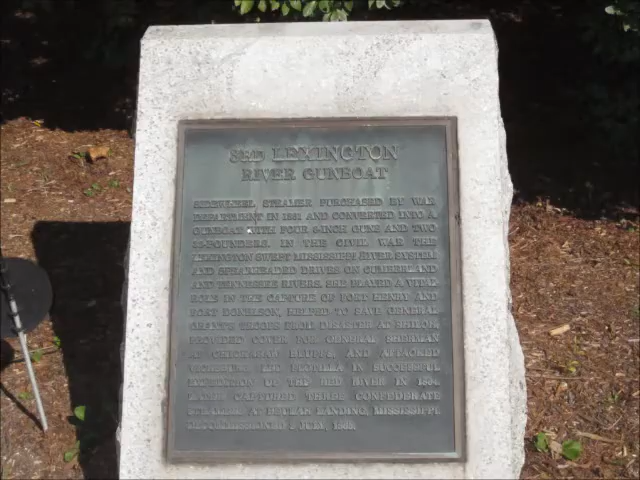 LEXINGTON
RIVER GUNBOAT
SIDEWHEEL STEAMER PURCHASED BY WAR
DEPARTMENT IN 1861 AND CONVERTED INTO A
GUNBOAT WITH FOUR 8-INCH GUNS AND TWO
32-POUNDERS. IN THE CIVIL WAR THE
LEXINGTON SWEPT MISSISSIPPI RIVER SYSTEM
AND SPEARHEADED DRIVES ON CUMBERLAND
AND TENNESSEE RIVERS. SHE PLAYED A VITAL
ROLE IN THE CAPTURE OF FORT HENRY AND
FORT DONELSON, HELPED TO SAVE GENERAL
GRANT'S TROOPS FROM DISASTER AT SHILOH,
PROVIDED COVER FOR GENERAL SHERMAN
AT CHICKASAW BLUFFS, AND ATTACKED
VICKSBURG. FLOTILLA IN SUCCESSFUL
EXPEDITION UP THE RED RIVER IN 1864.
LATER CAPTURED THREE CONFEDERATE
STEAMERS AT LANDING, MISSISSIPPI.
DECOMMISSIONED 2 JULY, 1865.